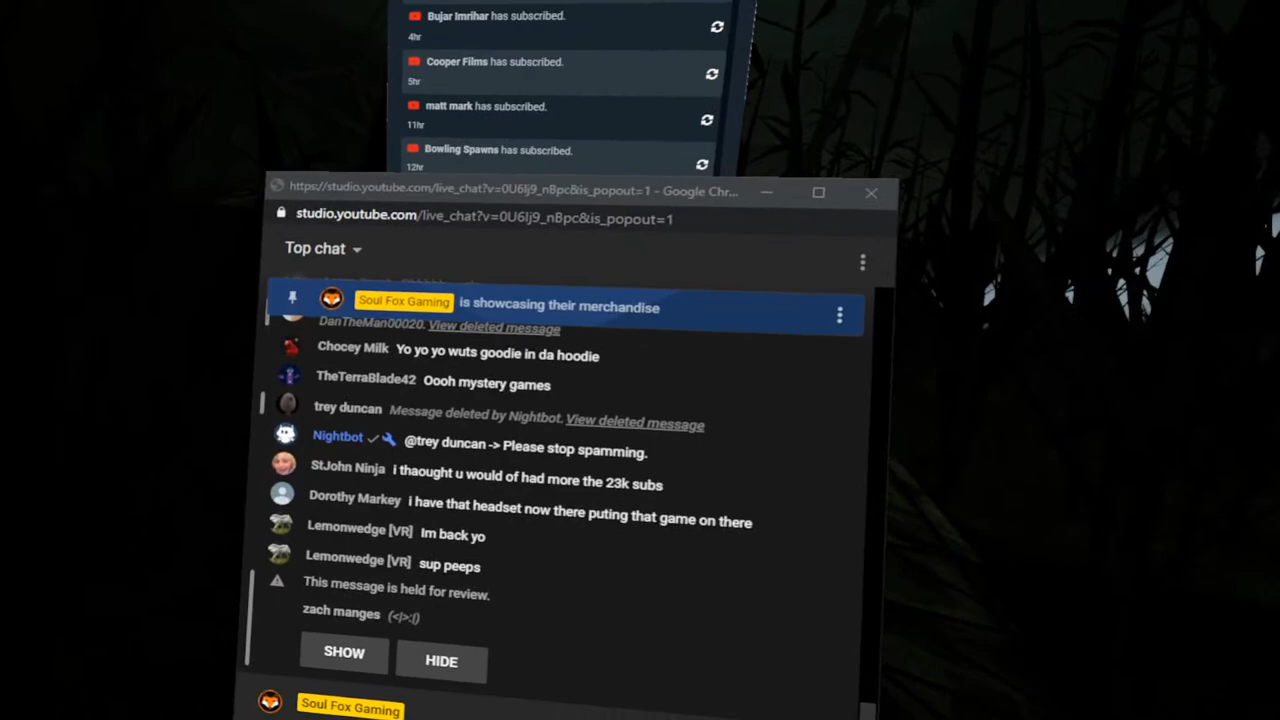 Bujar Imrihar has subscribed.
4hr
Cooper Films has subscribed.
5hr
matt mark has subscribed.
11hr
Bowling Spawns has subscribed.
12hr
https://studio.youtube.com/live_chat?v=0U6Ij9_nBpc&is_popout=1 - Google Chr...
studio.youtube.com/live_chat?v=0U6Ij9_nBpc&is_popout=1
Top chat
Soul Fox Gaming is showcasing their merchandise
DanTheMan00020. View deleted message
Chocey Milk Yo yo yo wuts goodie in da hoodie
TheTerraBlade42 Oooh mystery games
trey duncan Message deleted by Nightbot. View deleted message
Nightbot @trey duncan -> Please stop spamming.
StJohn Ninja i thaought u would of had more the 23k subs
Dorothy Markey i have that headset now there puting that game on there
Lemonwedge [VR] Im back yo
Lemonwedge [VR] sup peeps
This message is held for review.
zach manges (<|>:|)
SHOW HIDE
Soul Fox Gaming